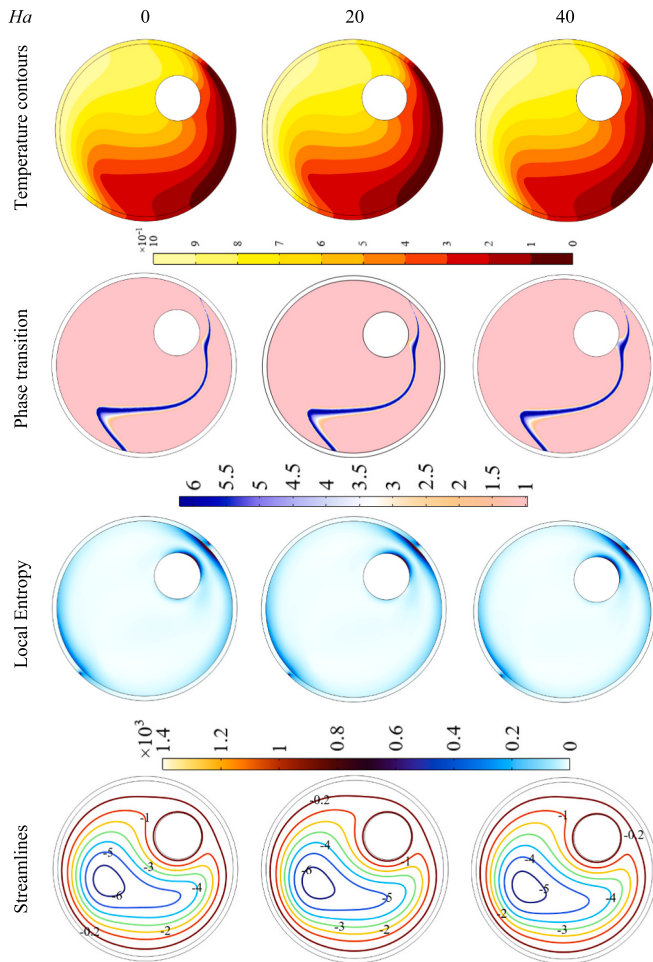 Ha 0 20 40
Temperature contours
×10⁻¹
10 9 8 7 6 5 4 3 2 1 0
Phase transition
6 5.5 5 4.5 4 3.5 3 2.5 2 1.5 1
Local Entropy
×10³
1.4 1.2 1 0.8 0.6 0.4 0.2 0
Streamlines
-1 -5 -3 -4 -6 -0.2 -2
-0.2 -4 -1 -6 -5 -3 -2
-1 -0.2 -4 -5 -4 -2 -3